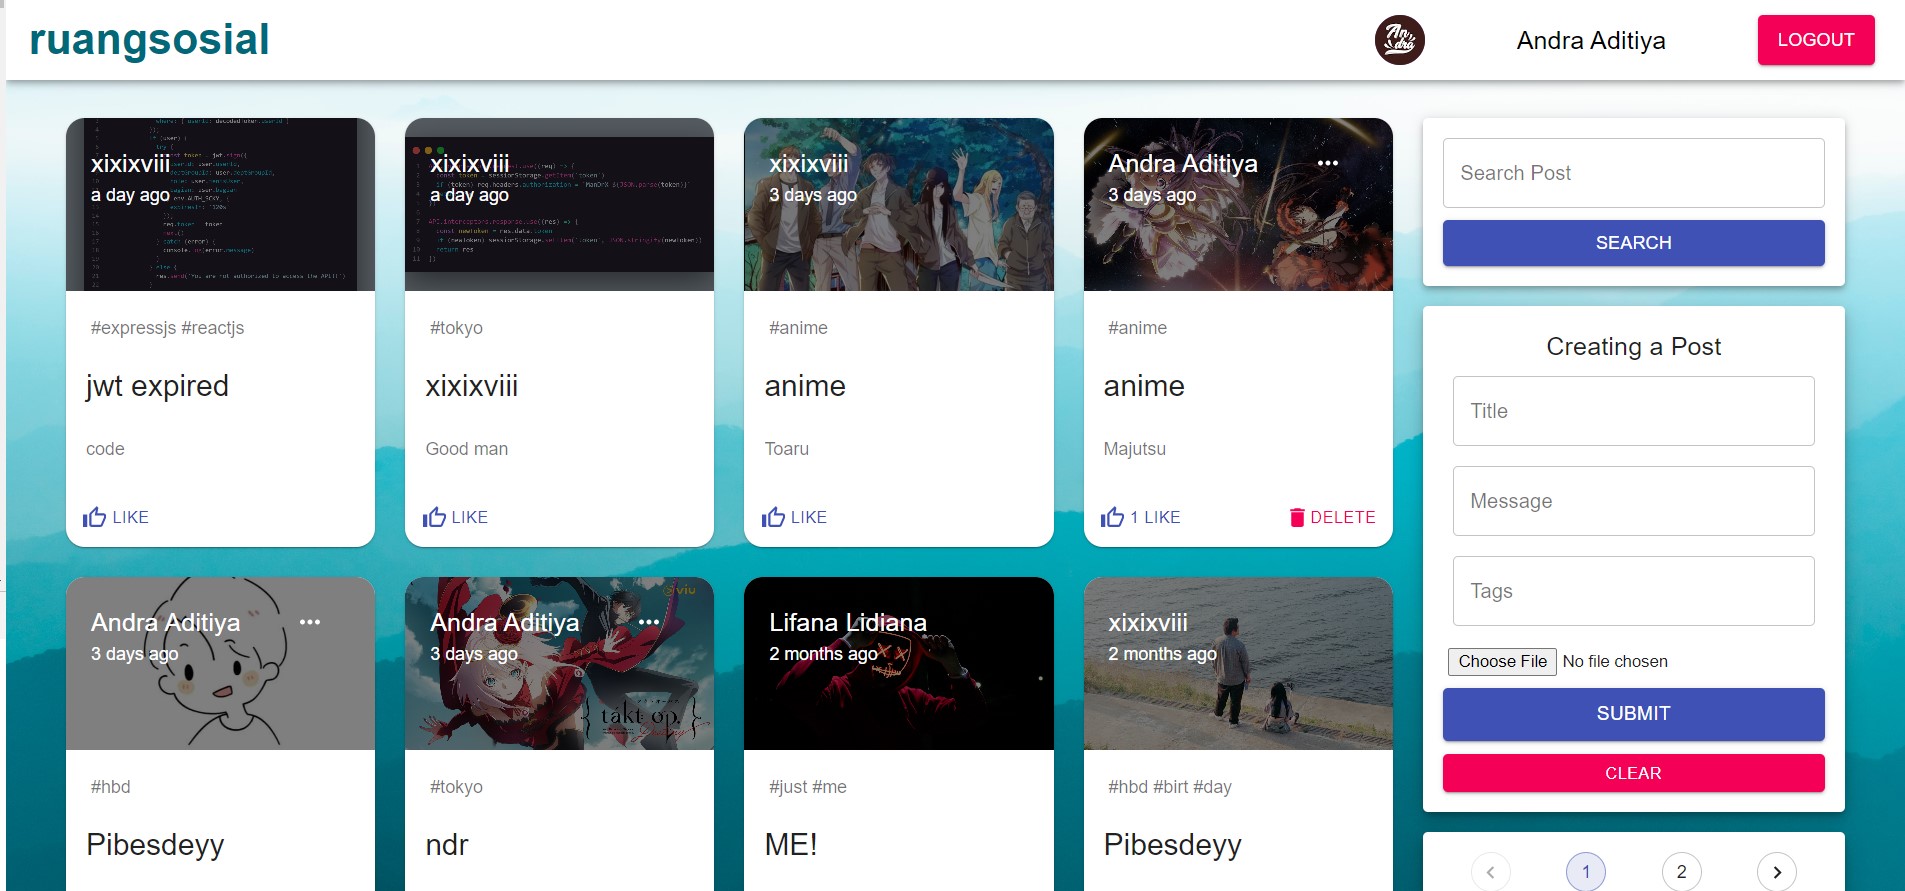 ruangsosial
Andra Aditiya
LOGOUT
xixixviii
a day ago
#expressjs #reactjs
jwt expired
code
LIKE
xixixviii
a day ago
#tokyo
xixixviii
Good man
LIKE
xixixviii
3 days ago
#anime
anime
Toaru
LIKE
Andra Aditiya
3 days ago
#anime
anime
Majutsu
1 LIKE
DELETE
Andra Aditiya
3 days ago
#hbd
Pibesdeyy
Andra Aditiya
3 days ago
viu
takt op.
#tokyo
ndr
Lifana Lidiana
2 months ago
#just #me
ME!
xixixviii
2 months ago
#hbd #birt #day
Pibesdeyy
Search Post
SEARCH
Creating a Post
Title
Message
Tags
Choose File No file chosen
SUBMIT
CLEAR
1 2